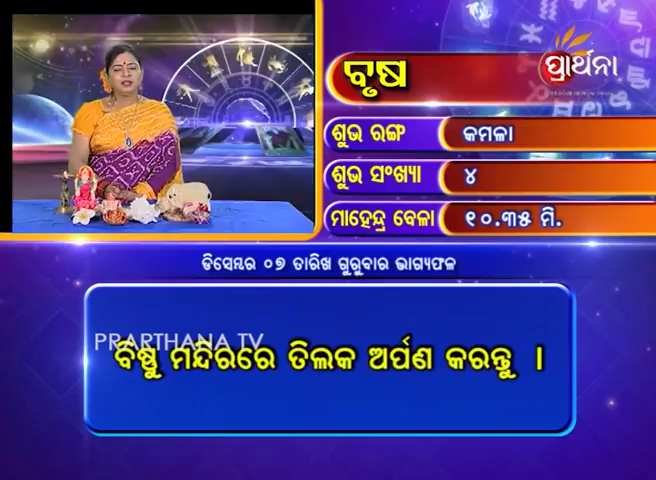 ବୃଷ
ପ୍ରାର୍ଥନା
ଶୁଭ ରଙ୍ଗ କମଳା
ଶୁଭ ସଂଖ୍ୟା ୪
ମାହେନ୍ଦ୍ର ବେଳା ୧୦.୩୫ ମି.
ଡିସେମ୍ବର ୦୭ ତାରିଖ ଗୁରୁବାର ଭାଗ୍ୟଫଳ
PRARTHANA TV
ବିଷ୍ଣୁ ମନ୍ଦିରରେ ତିଳକ ଅର୍ପଣ କରନ୍ତୁ ।